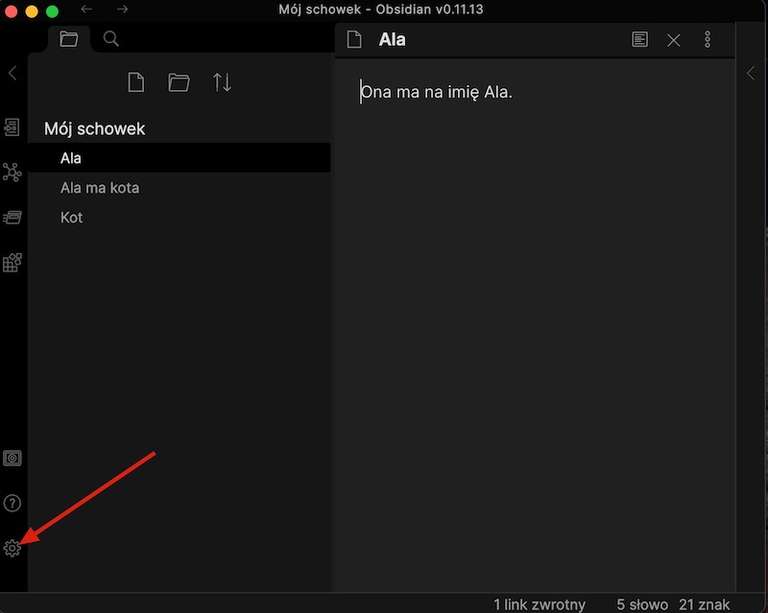 Mój schowek - Obsidian v0.11.13
Ala
Ona ma na imię Ala.
Mój schowek
Ala
Ala ma kota
Kot
1 link zwrotny 5 słowo 21 znak